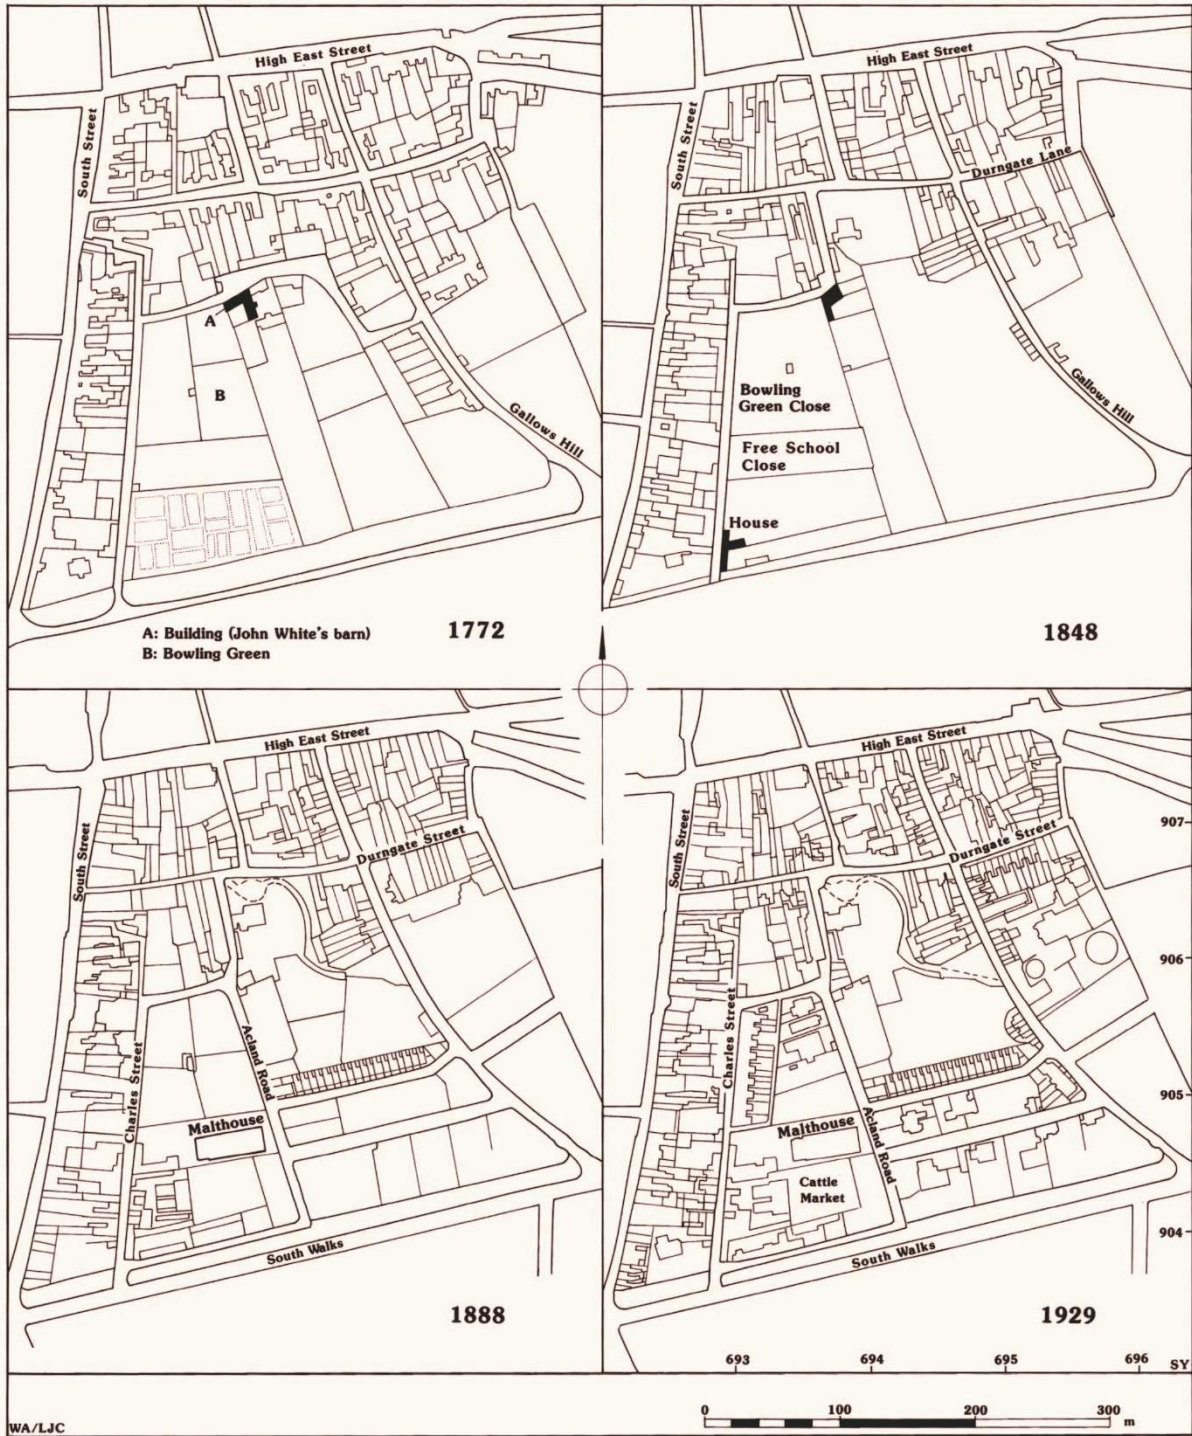 High East Street
South Street
A
B
Gallows Hill
A: Building (John White's barn)
B: Bowling Green
1772
High East Street
South Street
Durngate Lane
Bowling
Green Close
Free School
Close
Gallows Hill
House
1848
High East Street
South Street
Durngate Street
Charles Street
Acland Road
Malthouse
South Walks
1888
High East Street
South Street
Durngate Street
Charles Street
Acland Road
Malthouse
Cattle
Market
South Walks
907
906
905
904
1929
693 694 695 696 SY
0 100 200 300 m
WA/LJC